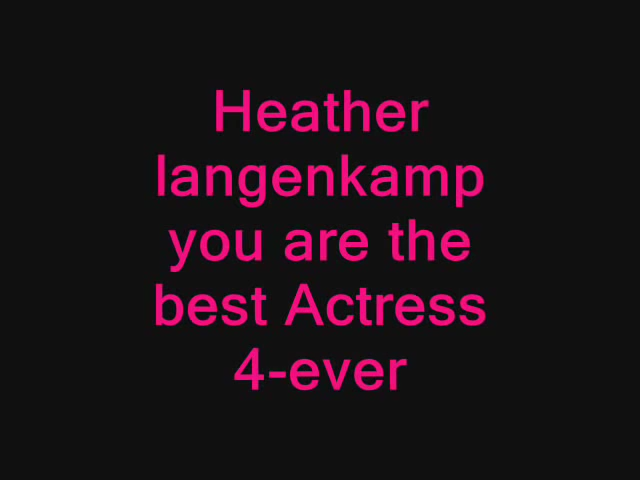 Heather
langenkamp
you are the
best Actress
4-ever